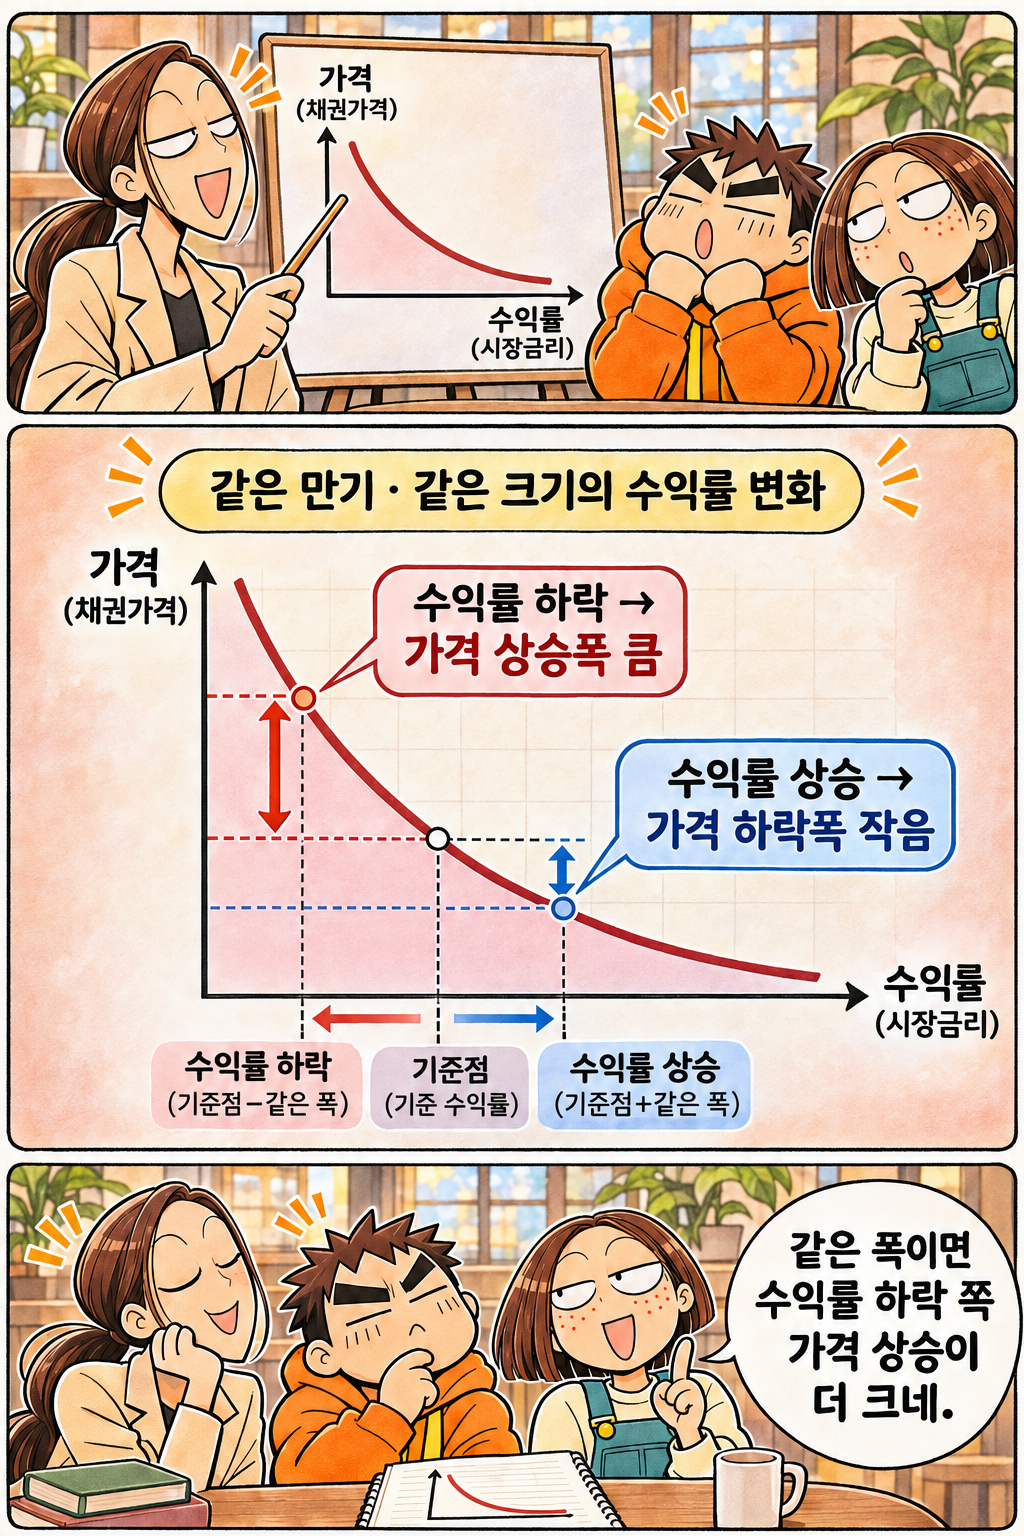 가격
(채권가격)
수익률
(시장금리)
같은 만기 · 같은 크기의 수익률 변화
가격
(채권가격)
수익률 하락 →
가격 상승폭 큼
수익률 상승 →
가격 하락폭 작음
수익률
(시장금리)
수익률 하락
(기준점－같은 폭)
기준점
(기준 수익률)
수익률 상승
(기준점+같은 폭)
같은 폭이면
수익률 하락 쪽
가격 상승이
더 크네.